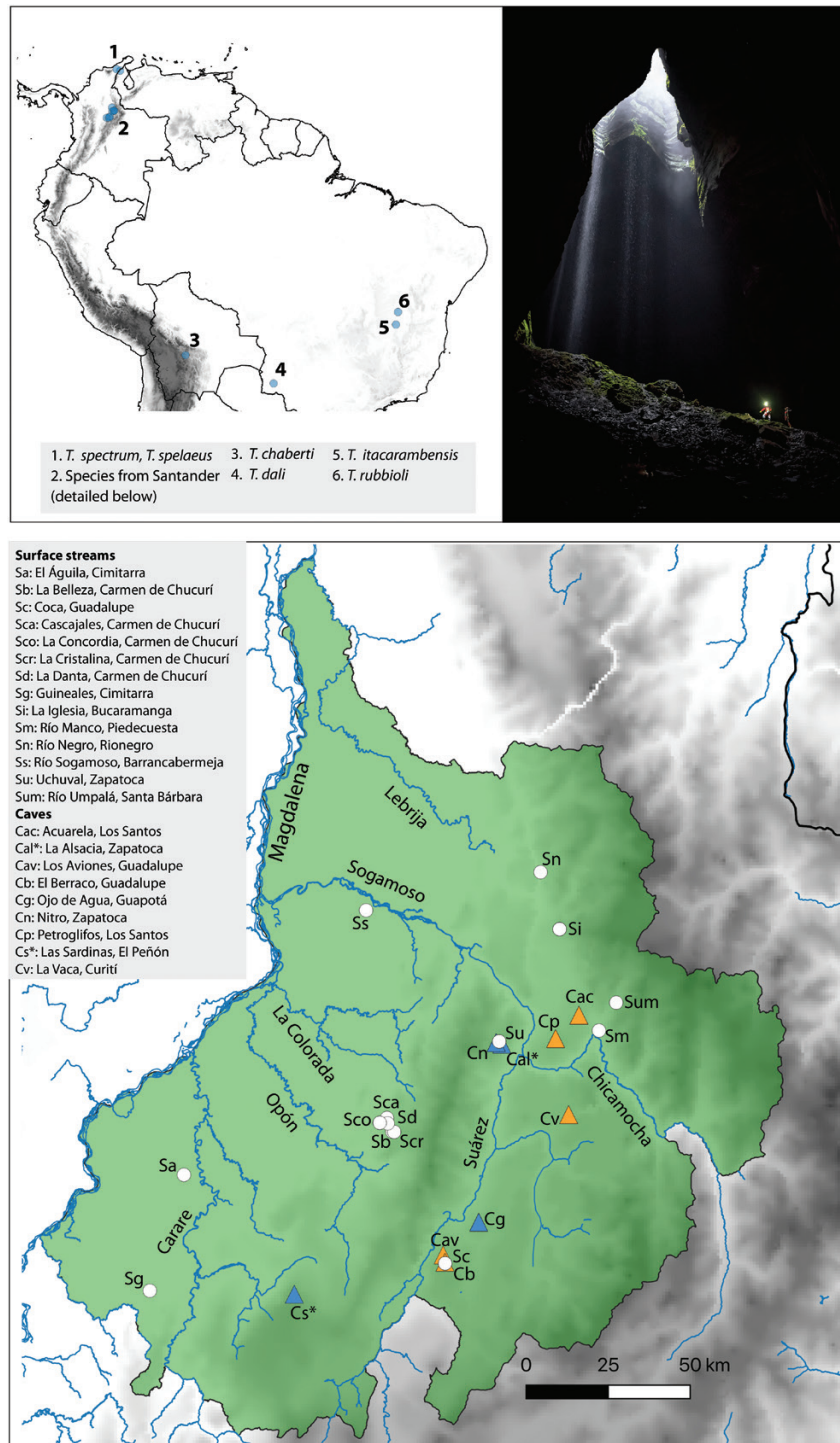 1
2
3
4
5
6
1. T. spectrum, T. spelaeus
2. Species from Santander
(detailed below)
3. T. chaberti
4. T. dali
5. T. itacarambensis
6. T. rubbioli
Surface streams
Sa: El Águila, Cimitarra
Sb: La Belleza, Carmen de Chucurí
Sc: Coca, Guadalupe
Sca: Cascajales, Carmen de Chucurí
Sco: La Concordia, Carmen de Chucurí
Scr: La Cristalina, Carmen de Chucurí
Sd: La Danta, Carmen de Chucurí
Sg: Guineales, Cimitarra
Si: La Iglesia, Bucaramanga
Sm: Río Manco, Piedecuesta
Sn: Río Negro, Rionegro
Ss: Río Sogamoso, Barrancabermeja
Su: Uchuval, Zapatoca
Sum: Río Umpalá, Santa Bárbara
Caves
Cac: Acuarela, Los Santos
Cal*: La Alsacia, Zapatoca
Cav: Los Aviones, Guadalupe
Cb: El Berraco, Guadalupe
Cg: Ojo de Agua, Guapotá
Cn: Nitro, Zapatoca
Cp: Petroglifos, Los Santos
Cs*: Las Sardinas, El Peñón
Cv: La Vaca, Curití
Magdalena
Lebrija
Sogamoso
Sn
Ss
Si
Sum
Cac
Cp
Sm
Su
Cn
Cal*
La Colorada
Opón
Chicamocha
Suárez
Sca
Sco
Sd
Sb
Scr
Cv
Sa
Carare
Cg
Cav
Sc
Cb
Sg
Cs*
0
25
50 km